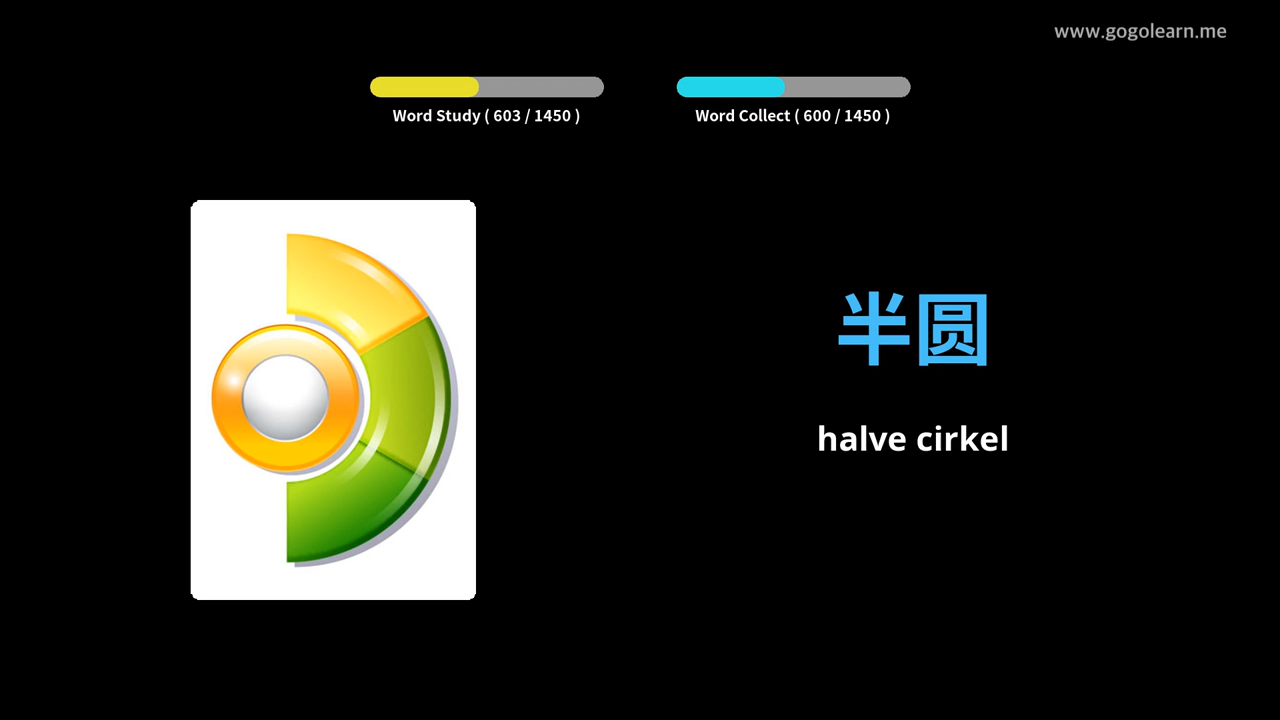 www.gogolearn.me
Word Study ( 603 / 1450 )
Word Collect ( 600 / 1450 )
半圆
halve cirkel